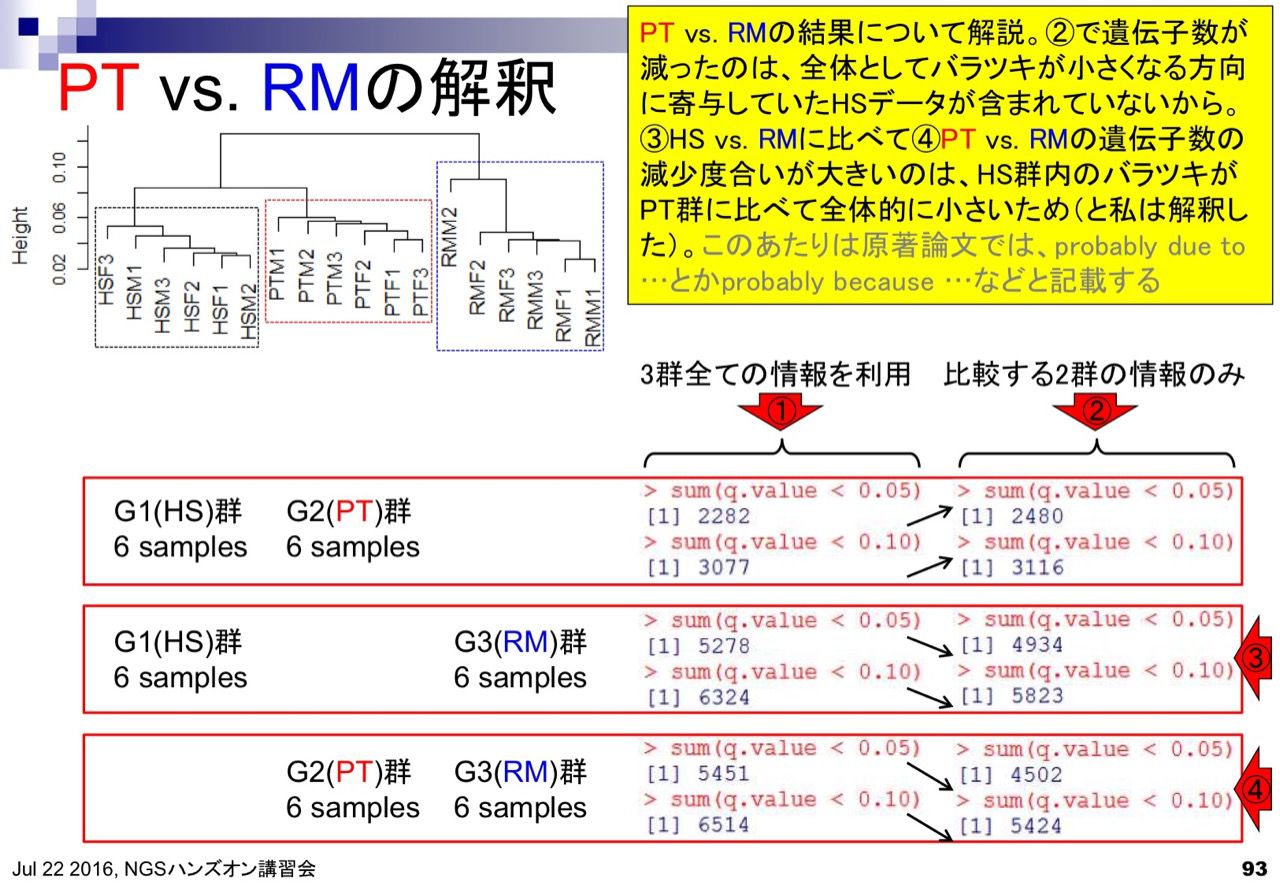 PT vs. RMの解釈
PT vs. RMの結果について解説。②で遺伝子数が
減ったのは、全体としてバラツキが小さくなる方向
に寄与していたHSデータが含まれていないから。
③HS vs. RMに比べて④PT vs. RMの遺伝子数の
減少度合いが大きいのは、HS群内のバラツキが
PT群に比べて全体的に小さいため(と私は解釈し
た)。このあたりは原著論文では、probably due to
…とかprobably because …などと記載する
Height
0.02 0.06 0.10
HSF3 HSM1 HSM3 HSF2 HSF1 HSM2 PTM1 PTM2 PTM3 PTF2 PTF1 PTF3 RMM2 RMF2 RMF3 RMM3 RMF1 RMM1
3群全ての情報を利用 比較する2群の情報のみ
① ②
G1(HS)群 G2(PT)群
6 samples 6 samples
> sum(q.value < 0.05) > sum(q.value < 0.05)
[1] 2282 [1] 2480
> sum(q.value < 0.10) > sum(q.value < 0.10)
[1] 3077 [1] 3116
G1(HS)群 G3(RM)群
6 samples 6 samples
> sum(q.value < 0.05) > sum(q.value < 0.05)
[1] 5278 [1] 4934
> sum(q.value < 0.10) > sum(q.value < 0.10)
[1] 6324 [1] 5823
③
G2(PT)群 G3(RM)群
6 samples 6 samples
> sum(q.value < 0.05) > sum(q.value < 0.05)
[1] 5451 [1] 4502
> sum(q.value < 0.10) > sum(q.value < 0.10)
[1] 6514 [1] 5424
④
Jul 22 2016, NGSハンズオン講習会
93